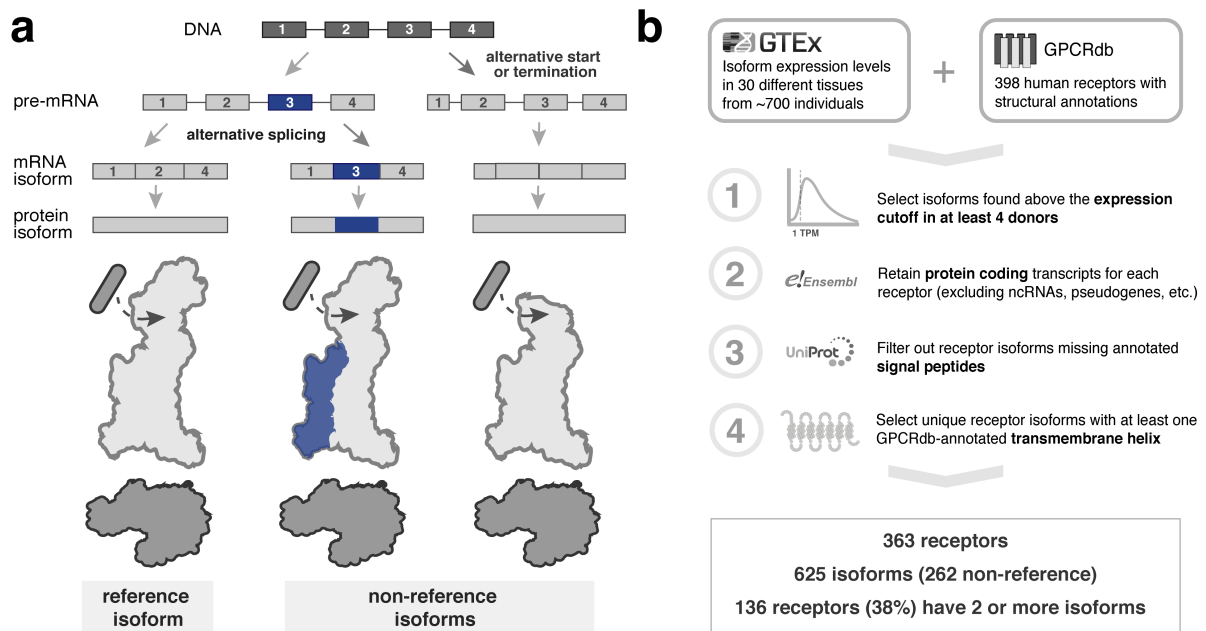 a
DNA
1 2 3 4
alternative start
or termination
pre-mRNA
1 2 3 4
1 2 3 4
alternative splicing
mRNA
isoform
1 2 4
1 3 4
protein
isoform
reference
isoform
non-reference
isoforms
b
GTEx
Isoform expression levels
in 30 different tissues
from ~700 individuals
+
GPCRdb
398 human receptors with
structural annotations
1
1 TPM
Select isoforms found above the expression
cutoff in at least 4 donors
2
e!Ensembl
Retain protein coding transcripts for each
receptor (excluding ncRNAs, pseudogenes, etc.)
3
UniProt
Filter out receptor isoforms missing annotated
signal peptides
4
Select unique receptor isoforms with at least one
GPCRdb-annotated transmembrane helix
363 receptors
625 isoforms (262 non-reference)
136 receptors (38%) have 2 or more isoforms